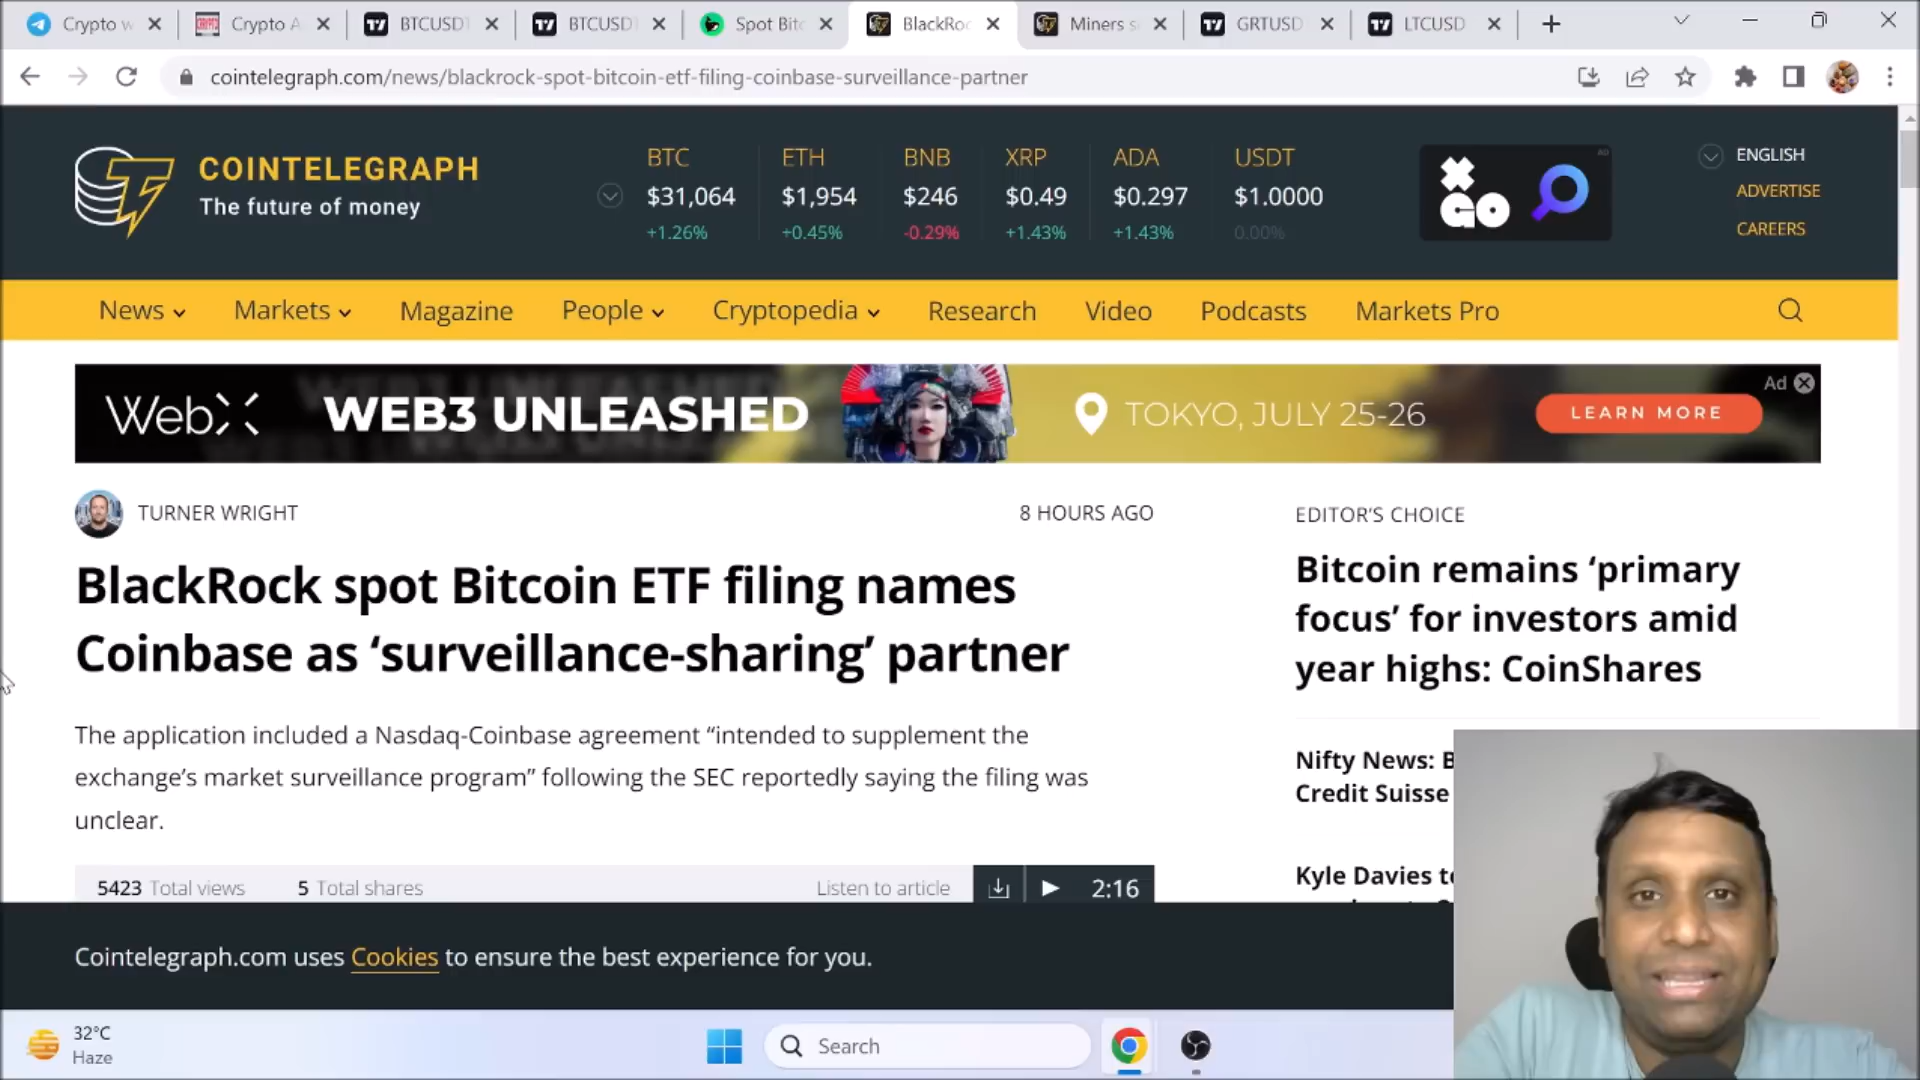 Crypto w
Crypto A
BTCUSDT
BTCUSDT
Spot Bitc
BlackRoc
Miners s
GRTUSD
LTCUSD
cointelegraph.com/news/blackrock-spot-bitcoin-etf-filing-coinbase-surveillance-partner
COINTELEGRAPH
The future of money
BTC
$31,064
+1.26%
ETH
$1,954
+0.45%
BNB
$246
-0.29%
XRP
$0.49
+1.43%
ADA
$0.297
+1.43%
USDT
$1.0000
0.00%
XGO
AD
ENGLISH
ADVERTISE
CAREERS
News
Markets
Magazine
People
Cryptopedia
Research
Video
Podcasts
Markets Pro
WebX
WEB3 UNLEASHED
TOKYO, JULY 25-26
LEARN MORE
Ad
TURNER WRIGHT
8 HOURS AGO
BlackRock spot Bitcoin ETF filing names
Coinbase as ‘surveillance-sharing’ partner
The application included a Nasdaq-Coinbase agreement “intended to supplement the
exchange’s market surveillance program” following the SEC reportedly saying the filing was
unclear.
5423 Total views
5 Total shares
Listen to article
2:16
EDITOR’S CHOICE
Bitcoin remains ‘primary
focus’ for investors amid
year highs: CoinShares
Nifty News: B
Credit Suisse
Kyle Davies to
Cointelegraph.com uses Cookies to ensure the best experience for you.
32°C
Haze
Search